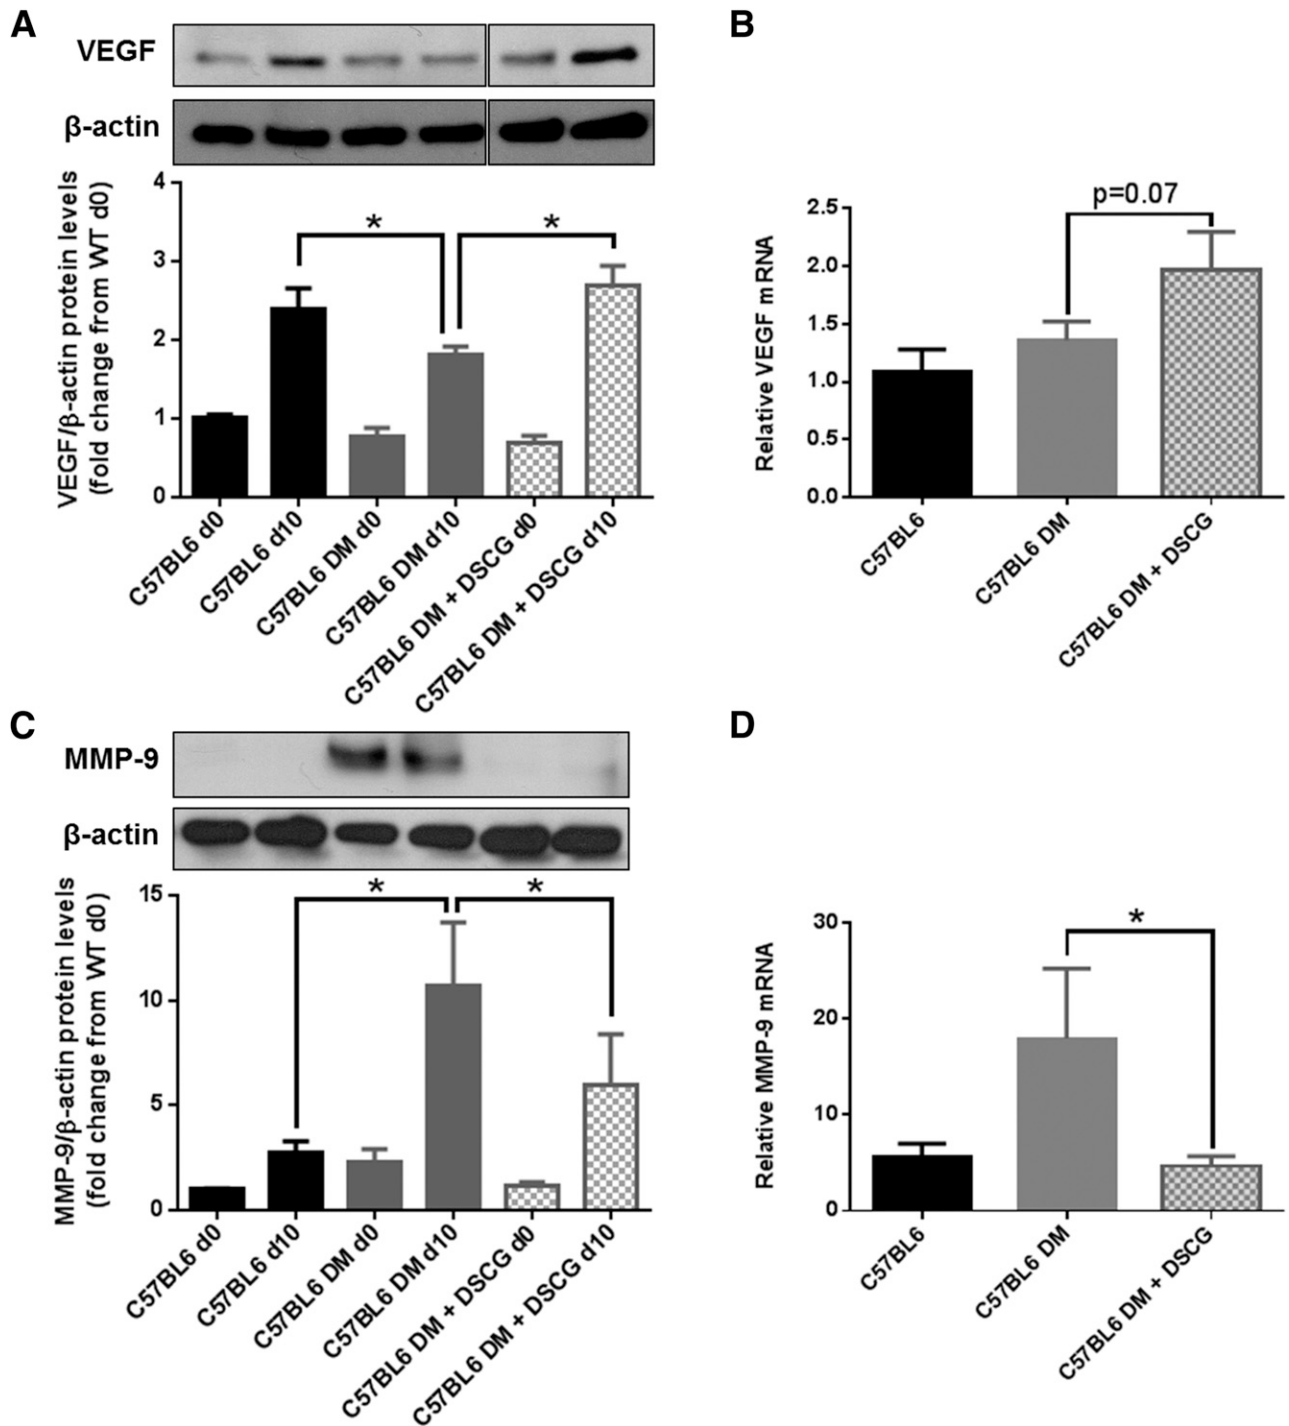 A
VEGF
β-actin
VEGF/β-actin protein levels
(fold change from WT d0)
4
3
2
1
0
*
*
C57BL6 d0
C57BL6 d10
C57BL6 DM d0
C57BL6 DM d10
C57BL6 DM + DSCG d0
C57BL6 DM + DSCG d10
B
Relative VEGF mRNA
2.5
2.0
1.5
1.0
0.5
0.0
p=0.07
C57BL6
C57BL6 DM
C57BL6 DM + DSCG
C
MMP-9
β-actin
MMP-9/β-actin protein levels
(fold change from WT d0)
15
10
5
0
*
*
C57BL6 d0
C57BL6 d10
C57BL6 DM d0
C57BL6 DM d10
C57BL6 DM + DSCG d0
C57BL6 DM + DSCG d10
D
Relative MMP-9 mRNA
30
20
10
0
*
C57BL6
C57BL6 DM
C57BL6 DM + DSCG